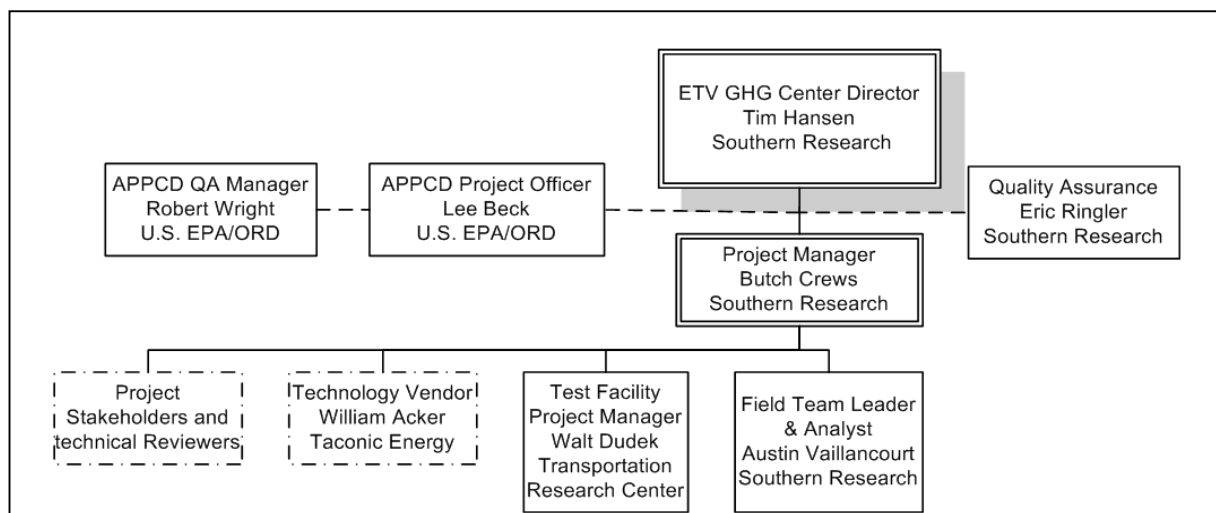 ETV GHG Center Director
Tim Hansen
Southern Research
APPCD QA Manager
Robert Wright
U.S. EPA/ORD
APPCD Project Officer
Lee Beck
U.S. EPA/ORD
Quality Assurance
Eric Ringler
Southern Research
Project Manager
Butch Crews
Southern Research
Project
Stakeholders and
technical Reviewers
Technology Vendor
William Acker
Taconic Energy
Test Facility
Project Manager
Walt Dudek
Transportation
Research Center
Field Team Leader
& Analyst
Austin Vaillancourt
Southern Research